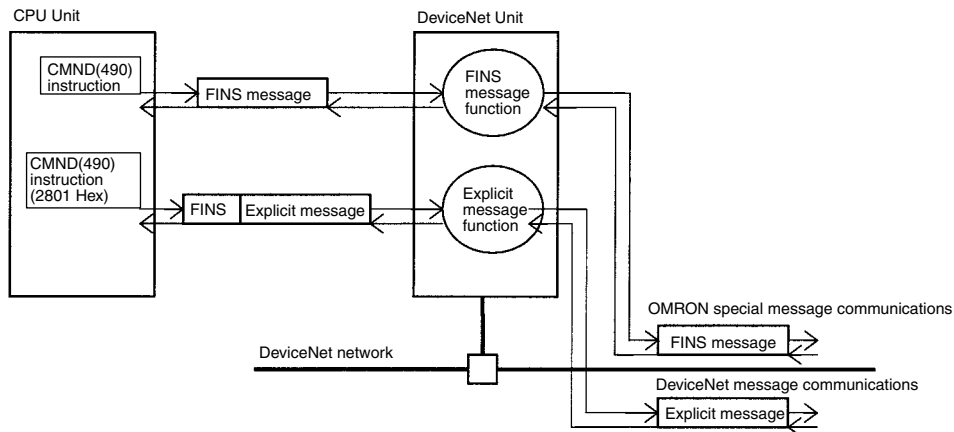 CPU Unit
DeviceNet Unit
CMND(490)
instruction
FINS message
FINS
message
function
CMND(490)
instruction
(2801 Hex)
FINS
Explicit message
Explicit
message
function
OMRON special message communications
FINS message
DeviceNet network
DeviceNet message communications
Explicit message